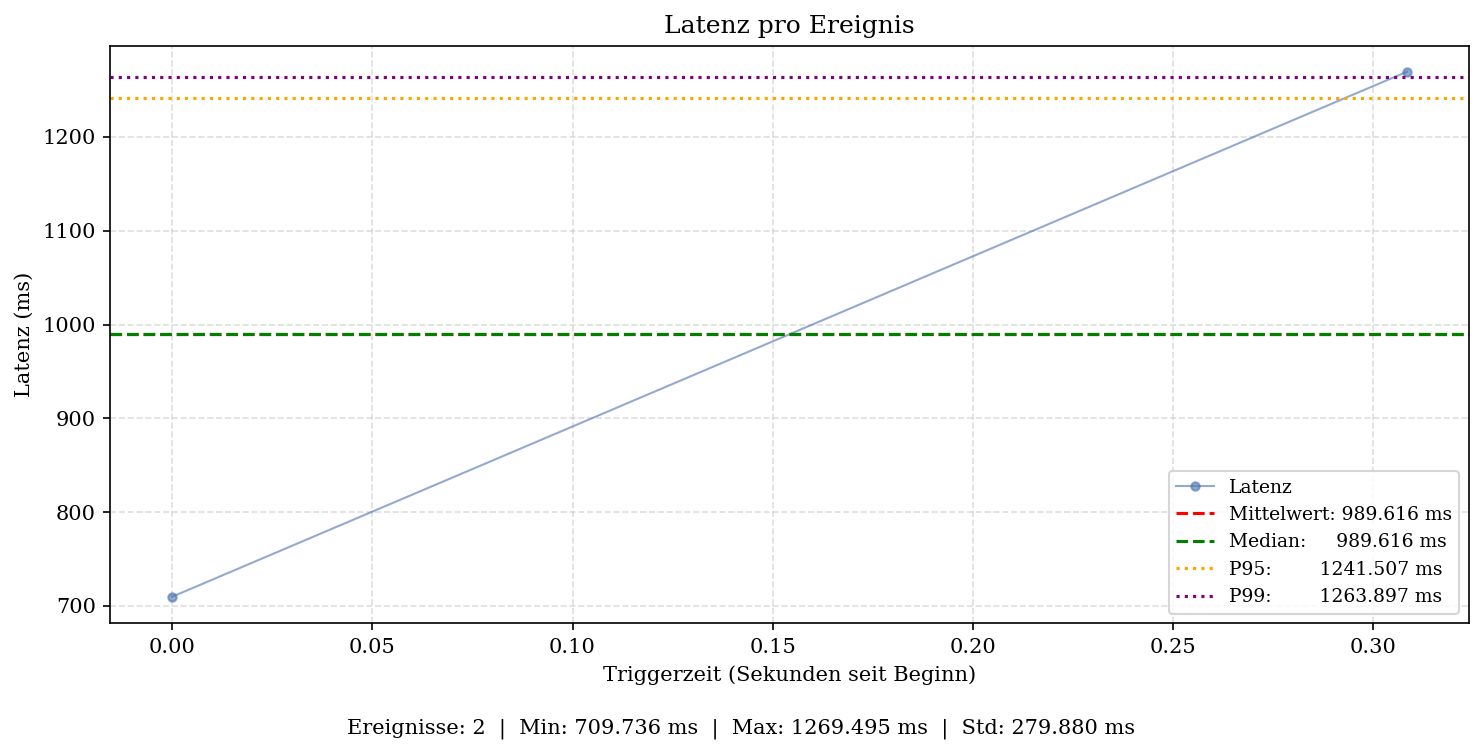 Latenz pro Ereignis
Latenz (ms)
1200
1100
1000
900
800
700
Latenz
Mittelwert: 989.616 ms
Median: 989.616 ms
P95: 1241.507 ms
P99: 1263.897 ms
0.00 0.05 0.10 0.15 0.20 0.25 0.30
Triggerzeit (Sekunden seit Beginn)
Ereignisse: 2 | Min: 709.736 ms | Max: 1269.495 ms | Std: 279.880 ms